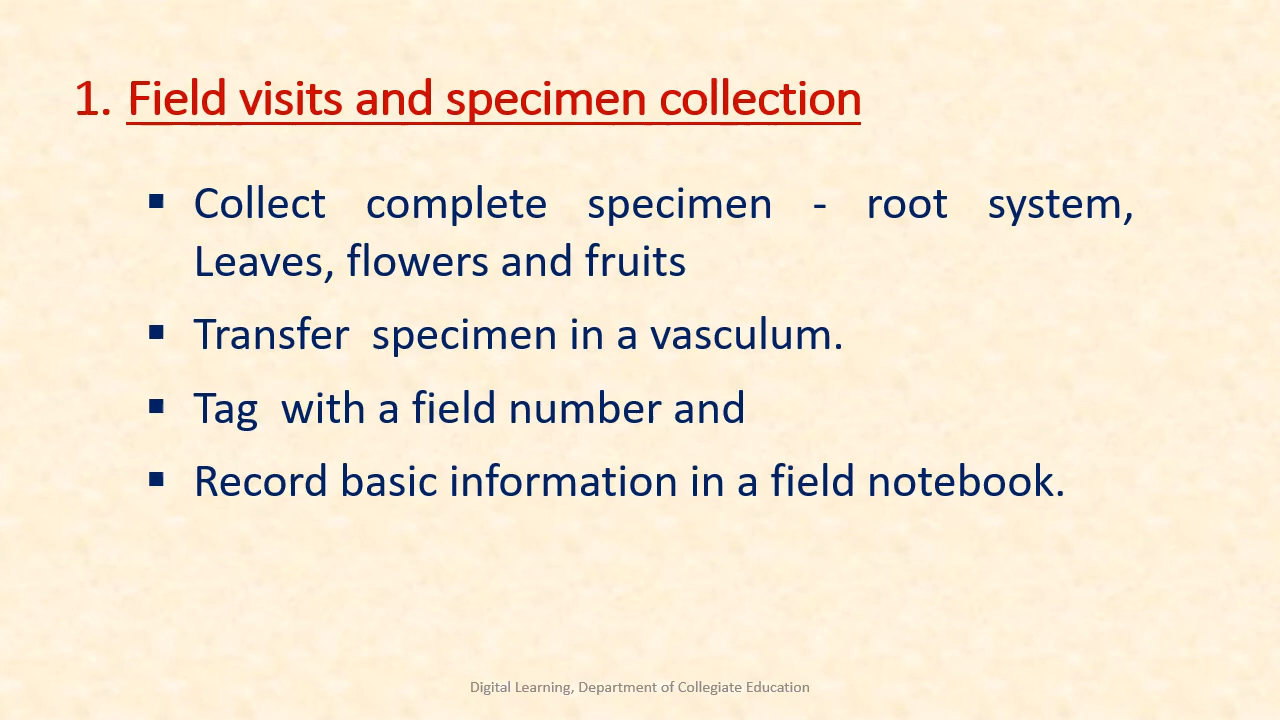 1. Field visits and specimen collection
▪ Collect complete specimen - root system,
Leaves, flowers and fruits
▪ Transfer  specimen in a vasculum.
▪ Tag  with a field number and
▪ Record basic information in a field notebook.
Digital Learning, Department of Collegiate Education